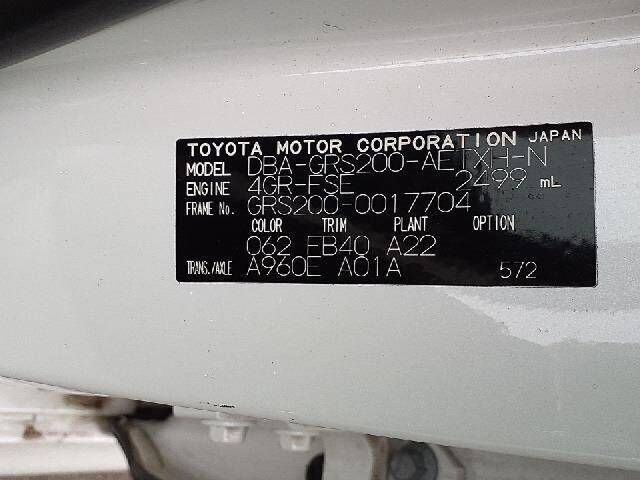 TOYOTA MOTOR CORPORATION JAPAN
MODEL DBA-GRS200-AETXH-N
ENGINE 4GR-FSE 2499 mL
FRAME No. GRS200-0017704
COLOR TRIM PLANT OPTION
062 FB40 A22
TRANS./AXLE A960E A01A 572